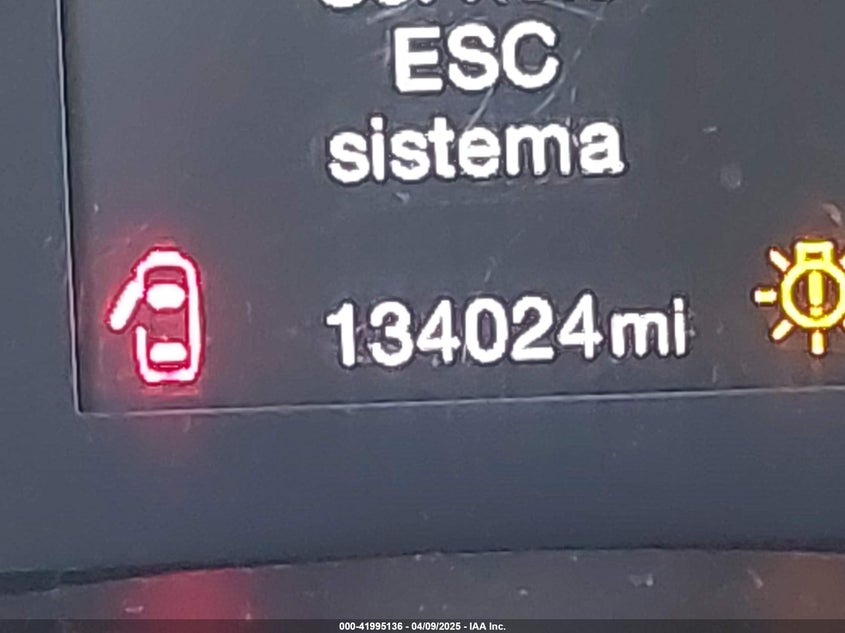 ESC
sistema
134024mi
000-41995136 - 04/09/2025 - IAA Inc.